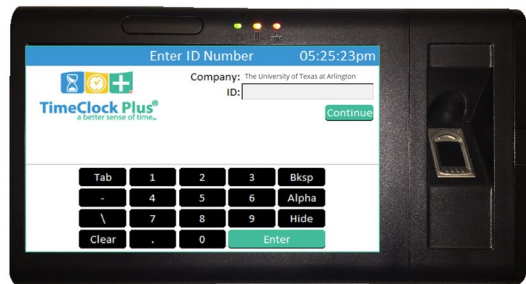 Enter ID Number 05:25:23pm
Company: The University of Texas at Arlington
ID:
TimeClock Plus®
a better sense of time™
Continue
Tab 1 2 3 Bksp
- 4 5 6 Alpha
\ 7 8 9 Hide
Clear . 0 Enter